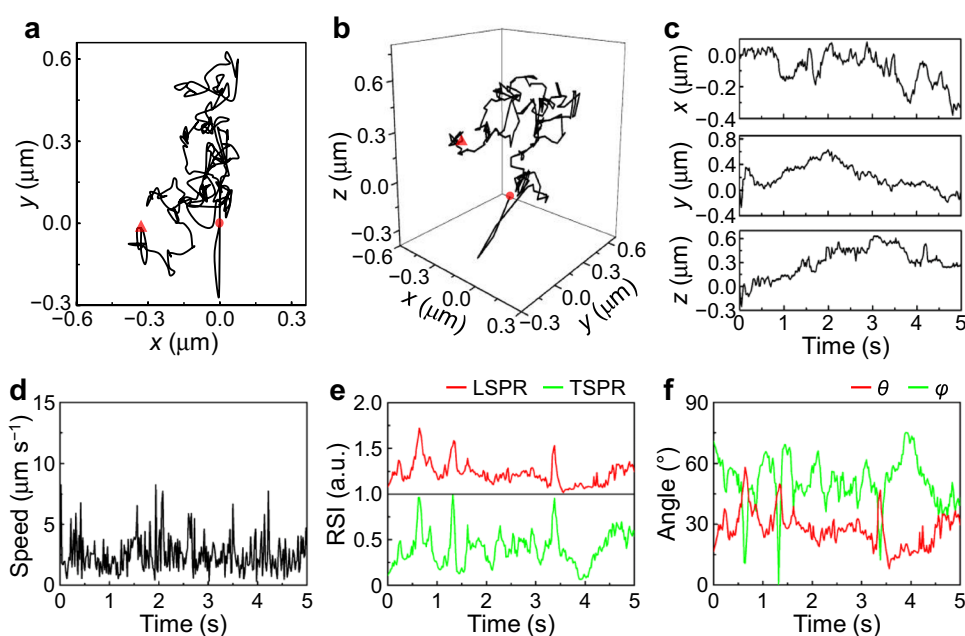 a
y (μm)
0.6
0.3
0.0
−0.3
−0.6 −0.3 0.0 0.3
x (μm)
b
z (μm)
0.6
0.3
0.0
−0.3
−0.6
−0.3
0.0
0.3
x (μm)
−0.3
0.0
0.3
0.6
y (μm)
c
x (μm)
0.0
−0.4
y (μm)
0.8
0.4
0.0
−0.4
z (μm)
0.6
0.3
0.0
−0.3
0 1 2 3 4 5
Time (s)
d
Speed (μm s−1)
15
10
5
0
0 1 2 3 4 5
Time (s)
e
LSPR TSPR
RSI (a.u.)
2.0
1.5
1.0
0.5
0
0 1 2 3 4 5
Time (s)
f
θ φ
Angle (°)
90
60
30
0
0 1 2 3 4 5
Time (s)